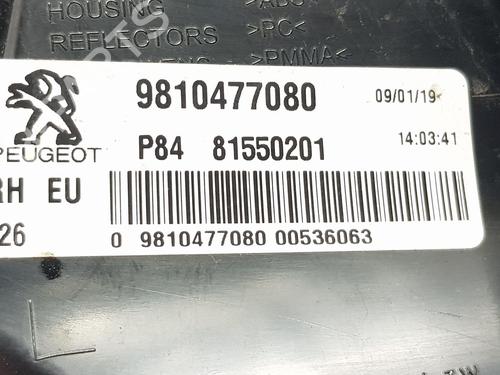 HOUSING >ABS<
REFLECTORS >PC<
>PMMA<
9810477080 09/01/19
PEUGEOT P84 81550201 14:03:41
RH EU
26
0 9810477080 00536063